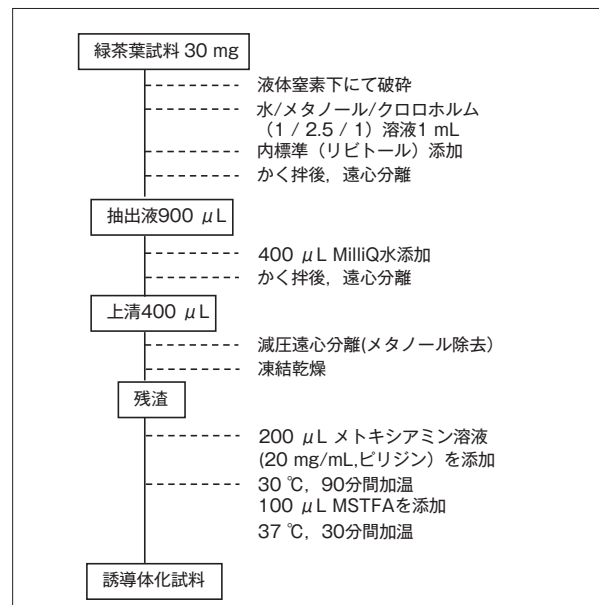 緑茶葉試料 30 mg
液体窒素下にて破砕
水/メタノール/クロロホルム
（1 / 2.5 / 1）溶液1 mL
内標準（リビトール）添加
かく拌後，遠心分離
抽出液900 μL
400 μL MilliQ水添加
かく拌後，遠心分離
上清400 μL
減圧遠心分離(メタノール除去）
凍結乾燥
残渣
200 μL メトキシアミン溶液
(20 mg/mL,ピリジン）を添加
30 ℃，90分間加温
100 μL MSTFAを添加
37 ℃，30分間加温
誘導体化試料